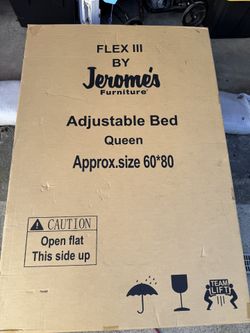 FLEX III
BY
Jerome's
Furniture®
Adjustable Bed
Queen
Approx.size 60*80
CAUTION
Open flat
This side up
TEAM
LIFT